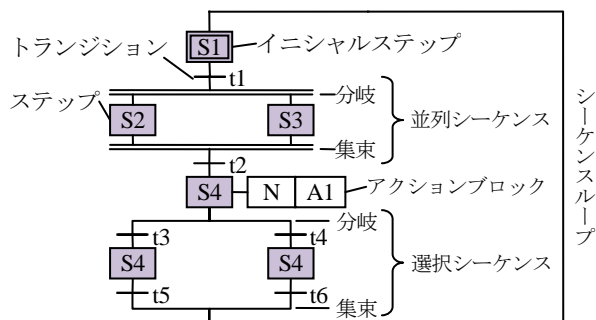 S1
イニシャルステップ
トランジション
t1
ステップ
分岐
S2
S3
並列シーケンス
集束
t2
S4
N
A1
アクションブロック
分岐
t3
t4
S4
S4
選択シーケンス
t5
t6
集束
シーケンスループ